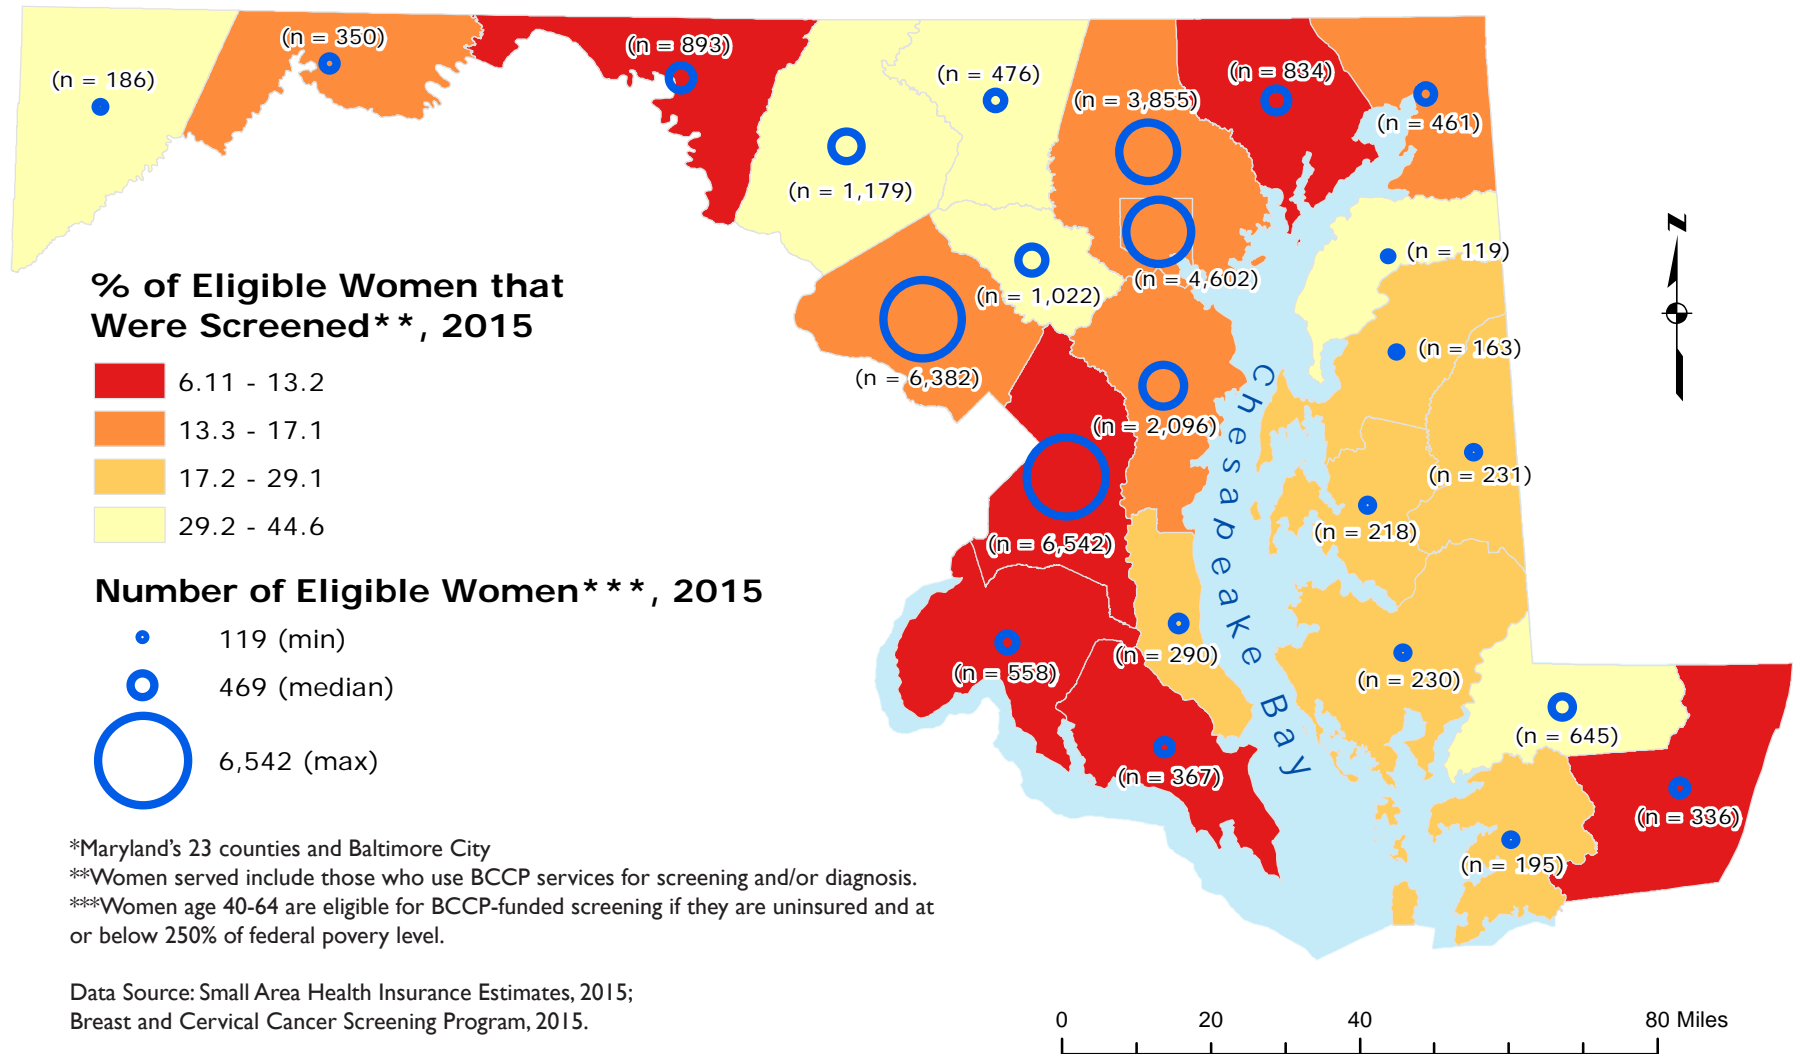 (n = 350)
(n = 893)
(n = 186)
(n = 476)
(n = 834)
(n = 3,855)
(n = 461)
(n = 1,179)
(n = 119)
(n = 4,602)
(n = 1,022)
% of Eligible Women that
Were Screened**, 2015
6.11 - 13.2
13.3 - 17.1
17.2 - 29.1
29.2 - 44.6
N
(n = 163)
(n = 6,382)
(n = 2,096)
(n = 231)
(n = 218)
(n = 6,542)
Chesapeake Bay
(n = 290)
(n = 558)
(n = 230)
(n = 645)
(n = 367)
(n = 336)
(n = 195)
Number of Eligible Women***, 2015
119 (min)
469 (median)
6,542 (max)
*Maryland's 23 counties and Baltimore City
**Women served include those who use BCCP services for screening and/or diagnosis.
***Women age 40-64 are eligible for BCCP-funded screening if they are uninsured and at
or below 250% of federal povery level.
Data Source: Small Area Health Insurance Estimates, 2015;
Breast and Cervical Cancer Screening Program, 2015.
0 20 40 80 Miles